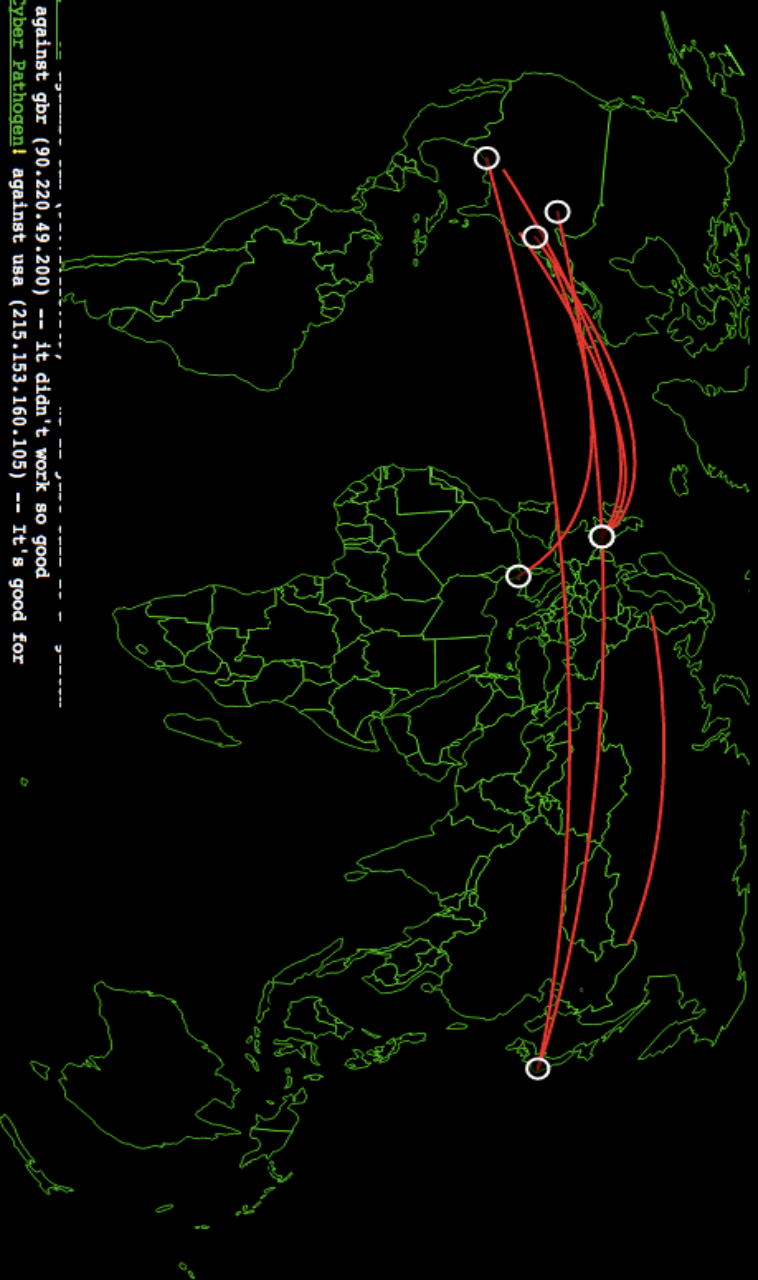 against gbr (90.220.49.200) -- it didn't work so good
Cyber Pathogen! against usa (215.153.160.105) -- It's good for